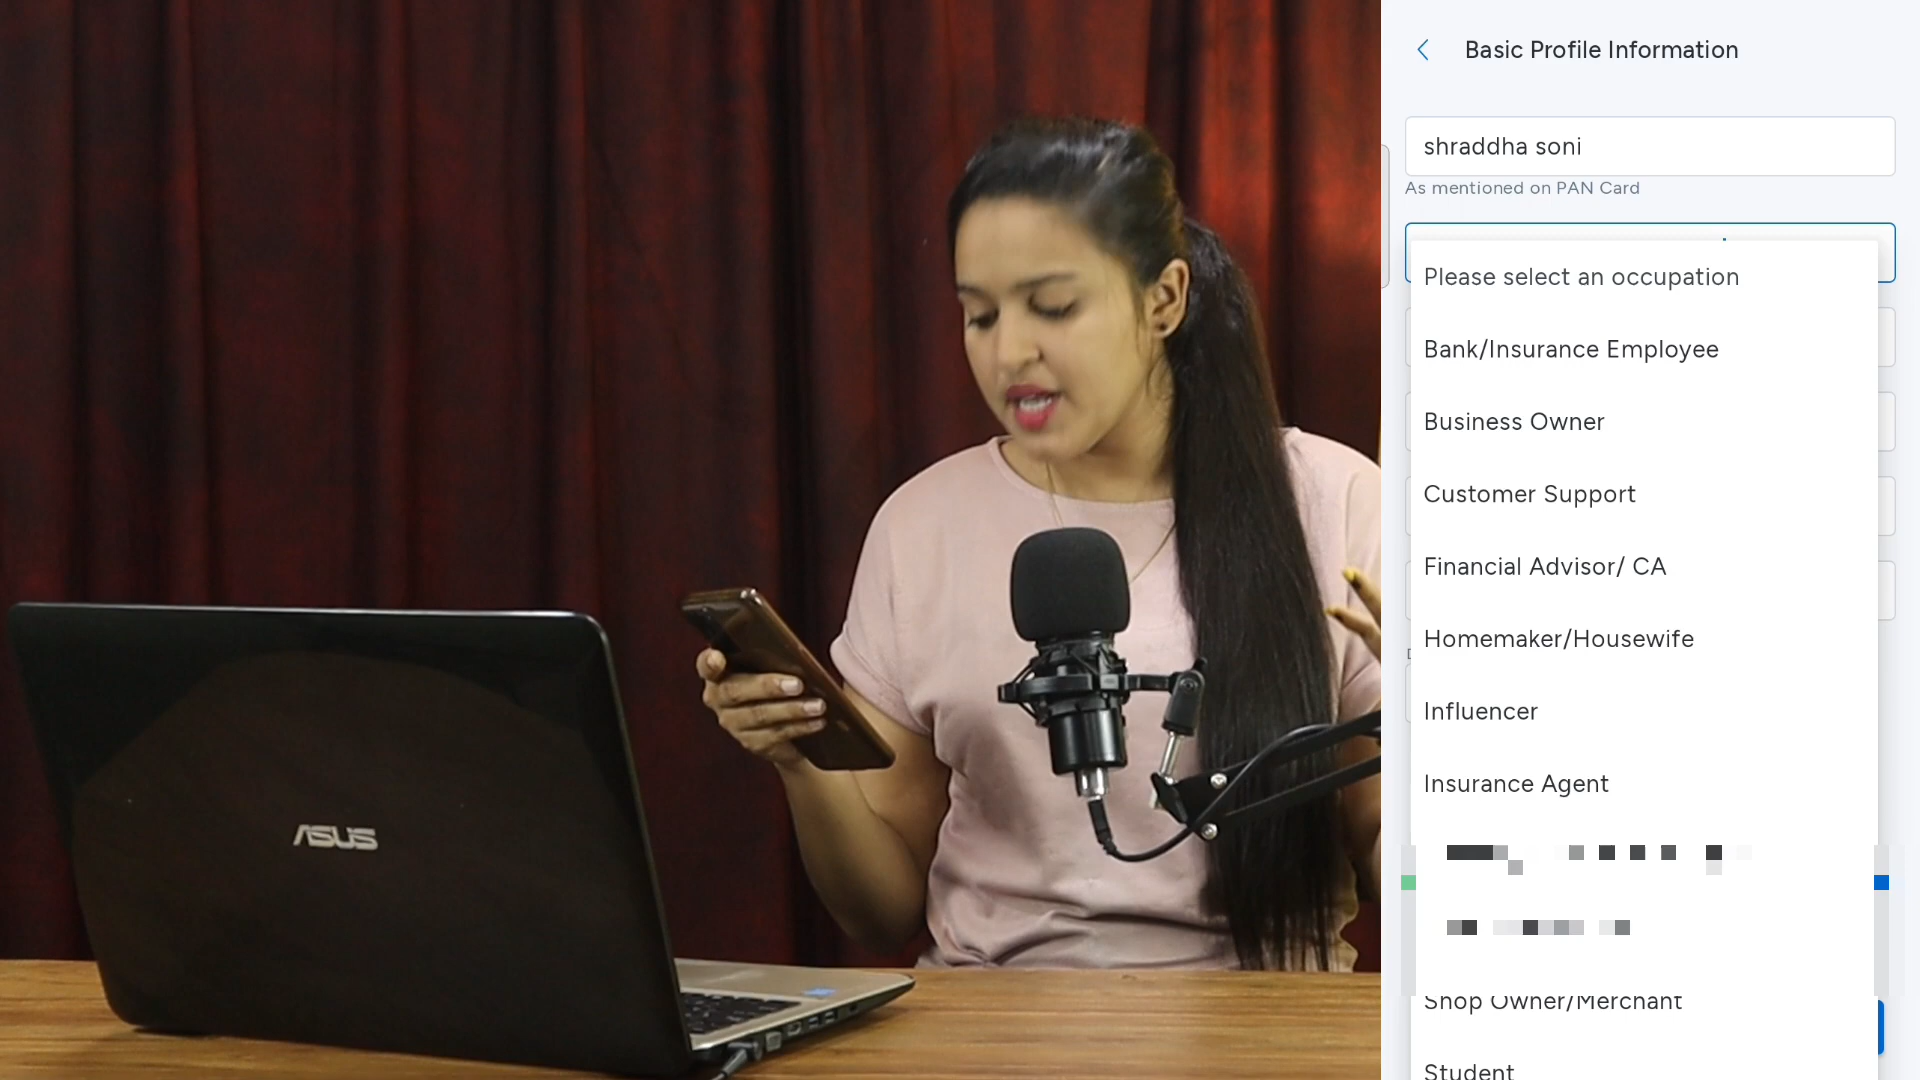 Basic Profile Information
shraddha soni
As mentioned on PAN Card
Please select an occupation
Bank/Insurance Employee
Business Owner
Customer Support
Financial Advisor/ CA
Homemaker/Housewife
Influencer
Insurance Agent
Shop Owner/Merchant
Student
ASUS